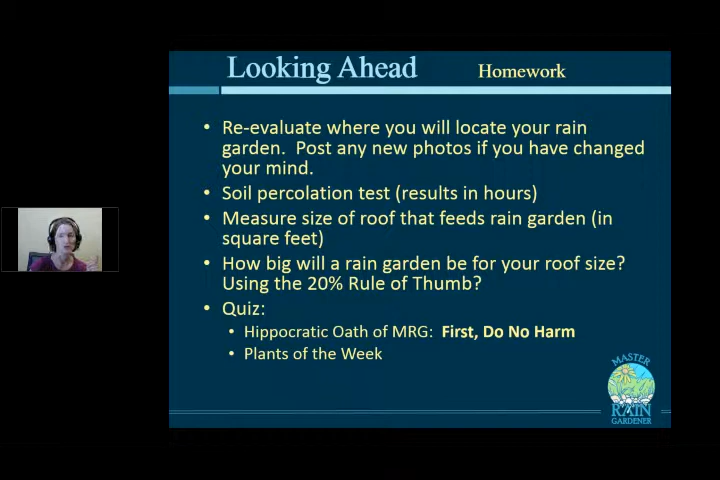 Looking Ahead
Homework
• Re-evaluate where you will locate your rain
garden. Post any new photos if you have changed
your mind.
• Soil percolation test (results in hours)
• Measure size of roof that feeds rain garden (in
square feet)
• How big will a rain garden be for your roof size?
Using the 20% Rule of Thumb?
• Quiz:
• Hippocratic Oath of MRG: First, Do No Harm
• Plants of the Week
MASTER
RAIN
GARDENER